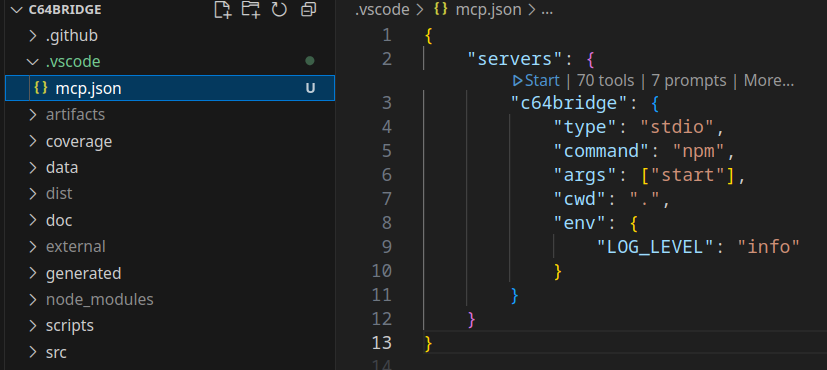 C64BRIDGE
.github
.vscode
{} mcp.json U
artifacts
coverage
data
dist
doc
external
generated
node_modules
scripts
src
.vscode > {} mcp.json > ...
1 {
2 "servers": {
Start | 70 tools | 7 prompts | More...
3 "c64bridge": {
4 "type": "stdio",
5 "command": "npm",
6 "args": ["start"],
7 "cwd": ".",
8 "env": {
9 "LOG_LEVEL": "info"
10 }
11 }
12 }
13 }
14